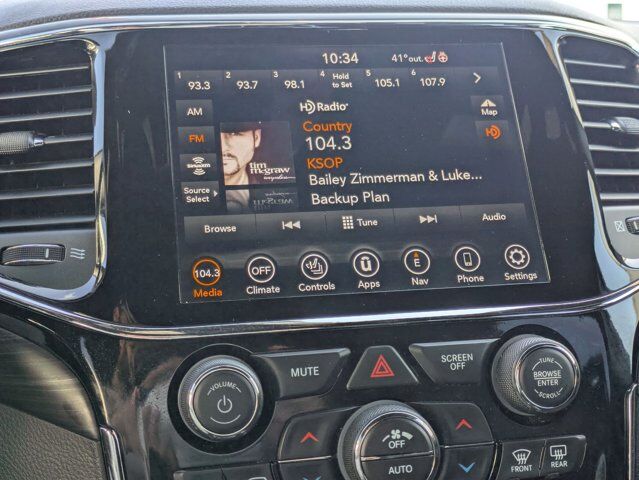 10:34 41°out
1 93.3 2 93.7 3 98.1 4 Hold to Set 5 105.1 6 107.9
AM
HD Radio
Map
FM
Country
HD
104.3
tim mcgraw
SiriusXM
KSOP
Bailey Zimmerman & Luke...
Source Select
Backup Plan
Browse Tune Audio
104.3 OFF E
Media Climate Controls Apps Nav Phone Settings
VOLUME
MUTE
SCREEN OFF
TUNE
BROWSE
ENTER
SCROLL
OFF
AUTO
FRONT REAR